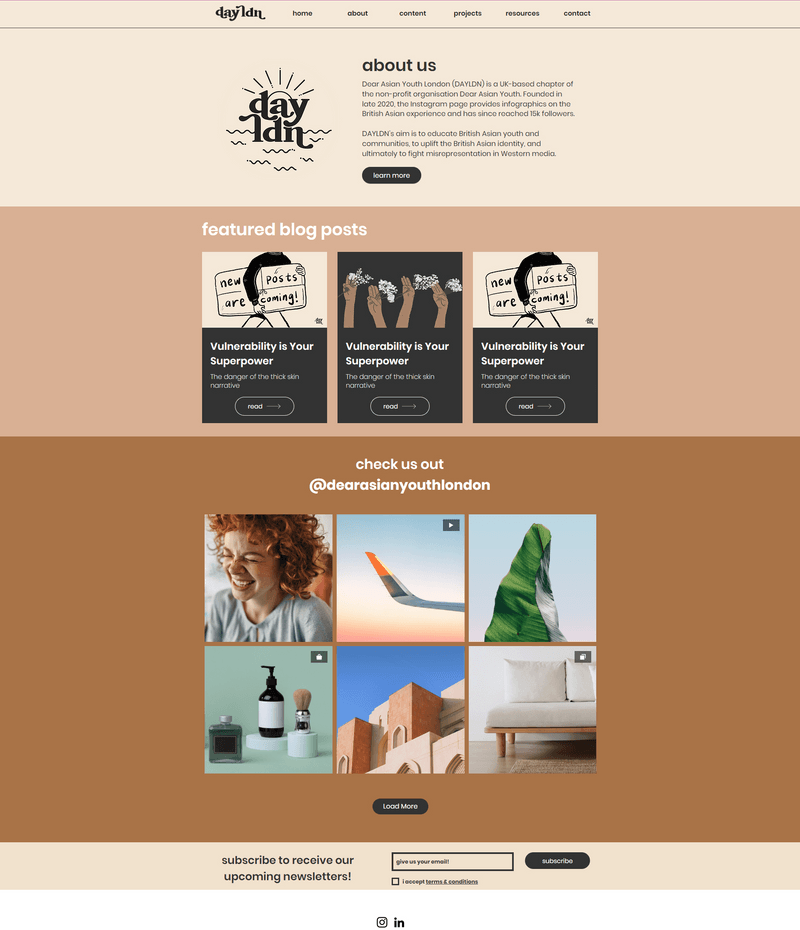 day ldn
home
about
content
projects
resources
contact
day
ldn
about us
Dear Asian Youth London (DAYLDN) is a UK-based chapter of
the non-profit organisation Dear Asian Youth. Founded in
late 2020, the Instagram page provides infographics on the
British Asian experience and has since reached 15k followers.
DAYLDN's aim is to educate British Asian youth and
communities, to uplift the British Asian identity, and
ultimately to fight misrepresentation in Western media.
learn more
featured blog posts
new posts
are coming!
Vulnerability is Your
Superpower
The danger of the thick skin
narrative
read
Vulnerability is Your
Superpower
The danger of the thick skin
narrative
read
new posts
are coming!
Vulnerability is Your
Superpower
The danger of the thick skin
narrative
read
check us out
@dearasianyouthlondon
Load More
subscribe to receive our
upcoming newsletters!
give us your email!
subscribe
i accept terms & conditions
in